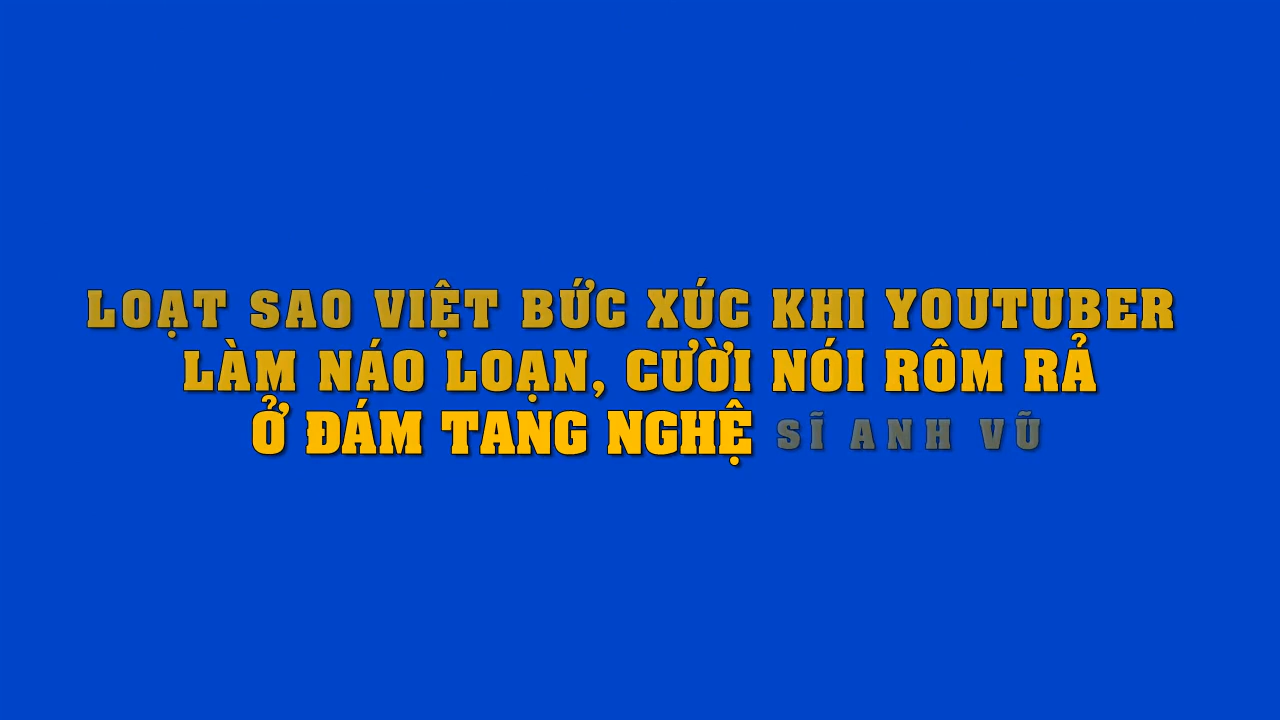 LOẠT SAO VIỆT BỨC XÚC KHI YOUTUBER
LÀM NÁO LOẠN, CƯỜI NÓI RÔM RẢ
Ở ĐÁM TANG NGHỆ SĨ ANH VŨ